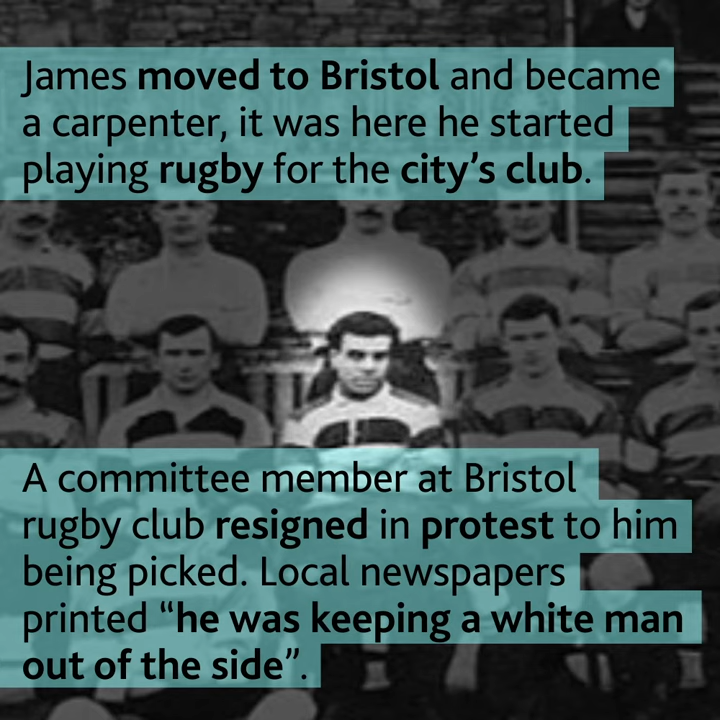 James moved to Bristol and became
a carpenter, it was here he started
playing rugby for the city’s club.
A committee member at Bristol
rugby club resigned in protest to him
being picked. Local newspapers
printed “he was keeping a white man
out of the side”.